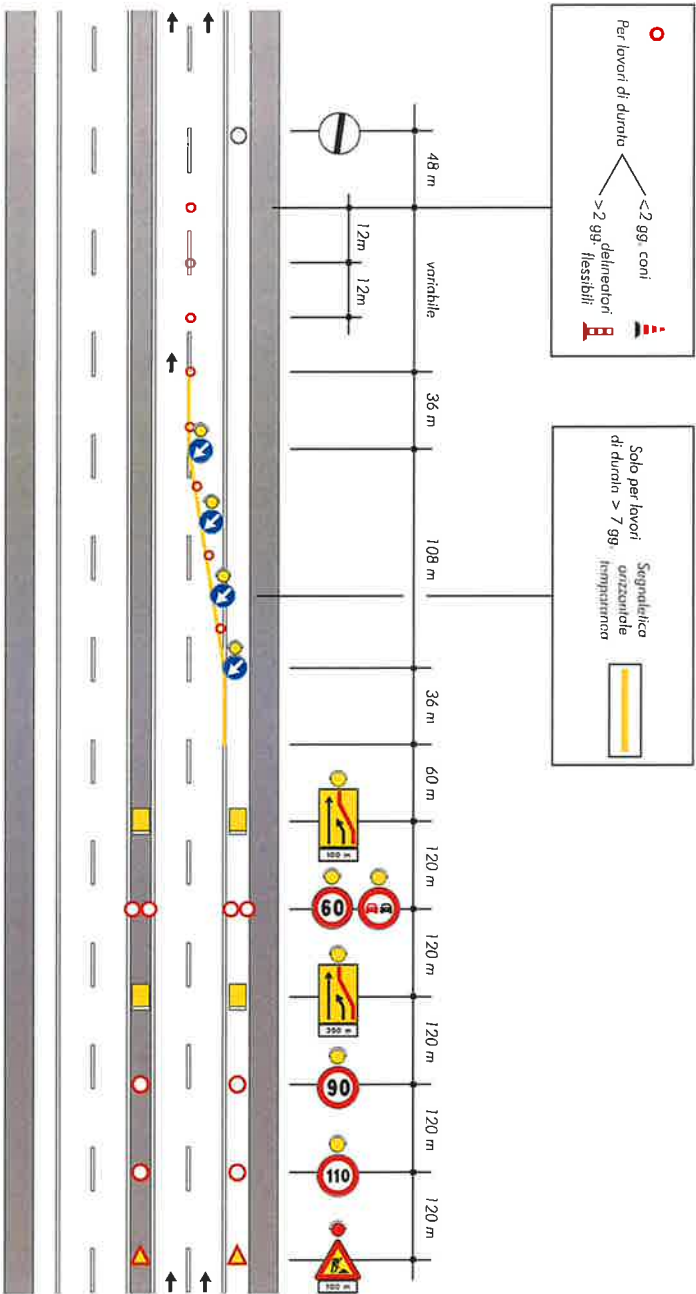 Per lavori di durata
<2 gg. coni
>2 gg. delineatori
flessibili
Solo per lavori
di durata > 7 gg.
Segnaletica
orizzontale
temporanea
48 m
variabile
36 m
108 m
36 m
60 m
120 m
120 m
120 m
120 m
120 m
12m
12m
100 m
60
90
110
100 m